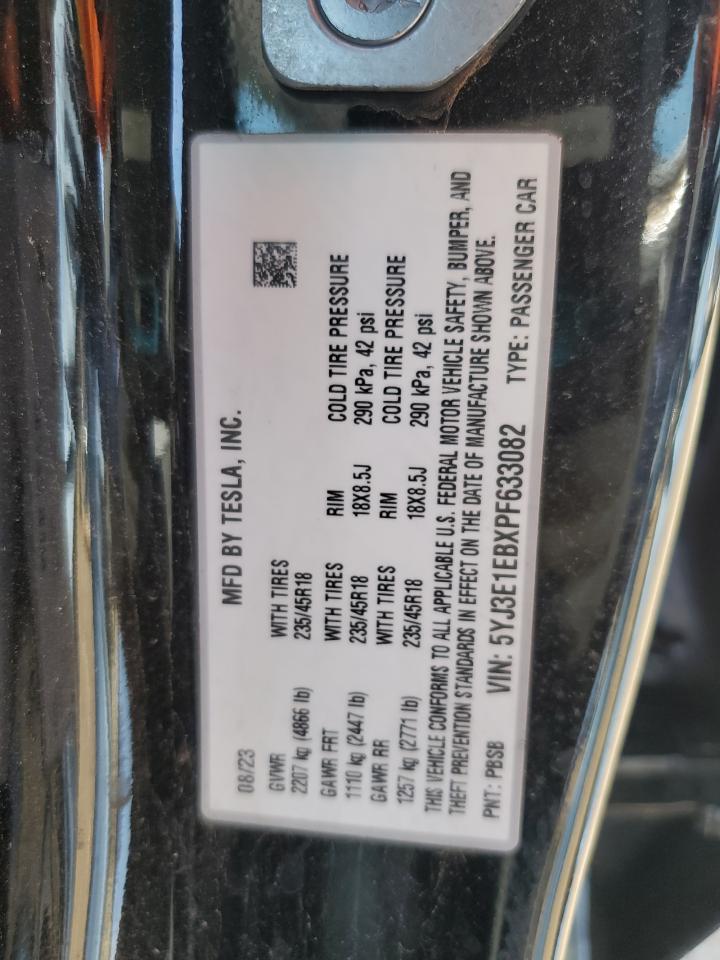 08/23 MFD BY TESLA, INC.
GVWR WITH TIRES
2207 kg (4866 lb) 235/45R18
GAWR FRT WITH TIRES RIM COLD TIRE PRESSURE
1110 kg (2447 lb) 235/45R18 18X8.5J 290 kPa, 42 psi
GAWR RR WITH TIRES RIM COLD TIRE PRESSURE
1257 kg (2771 lb) 235/45R18 18X8.5J 290 kPa, 42 psi
THIS VEHICLE CONFORMS TO ALL APPLICABLE U.S. FEDERAL MOTOR VEHICLE SAFETY, BUMPER, AND
THEFT PREVENTION STANDARDS IN EFFECT ON THE DATE OF MANUFACTURE SHOWN ABOVE.
PNT: PBSB VIN: 5YJ3E1EBXPF633082 TYPE: PASSENGER CAR